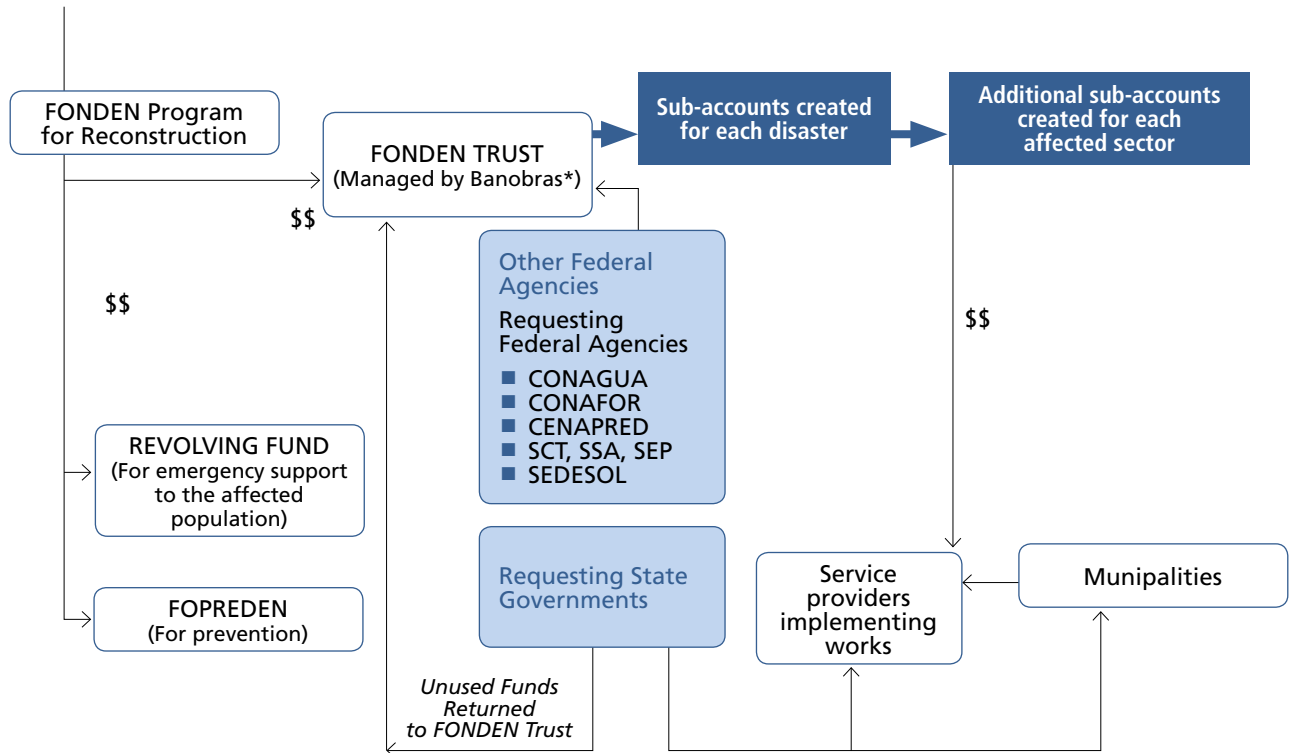 FONDEN Program
for Reconstruction
FONDEN TRUST
(Managed by Banobras*)
Sub-accounts created
for each disaster
Additional sub-accounts
created for each
affected sector
$$
$$
$$
Other Federal
Agencies
Requesting
Federal Agencies
■ CONAGUA
■ CONAFOR
■ CENAPRED
■ SCT, SSA, SEP
■ SEDESOL
REVOLVING FUND
(For emergency support
to the affected
population)
FOPREDEN
(For prevention)
Requesting State
Governments
Service
providers
implementing
works
Munipalities
Unused Funds
Returned
to FONDEN Trust